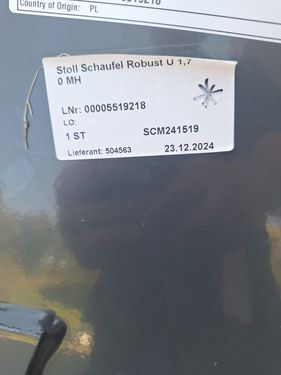 Country of Origin: PL
Stoll Schaufel Robust U 1,7
0 MH
LNr: 00005519218
LO:
1 ST SCM241519
Lieferant: 504563 23.12.2024